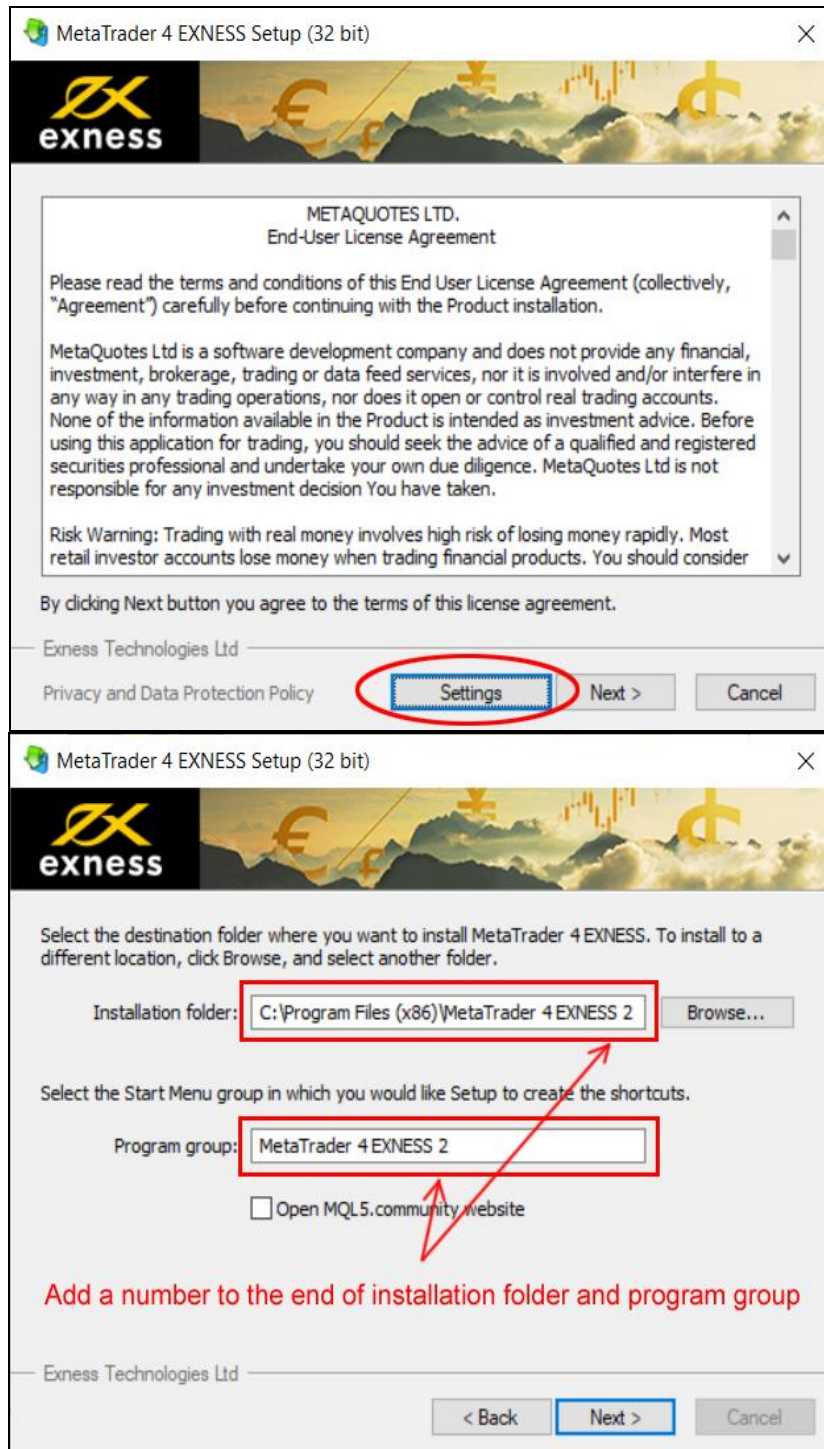 MetaTrader 4 EXNESS Setup (32 bit)
exness
METAQUOTES LTD.
End-User License Agreement
Please read the terms and conditions of this End User License Agreement (collectively,
“Agreement”) carefully before continuing with the Product installation.
MetaQuotes Ltd is a software development company and does not provide any financial,
investment, brokerage, trading or data feed services, nor it is involved and/or interfere in
any way in any trading operations, nor does it open or control real trading accounts.
None of the information available in the Product is intended as investment advice. Before
using this application for trading, you should seek the advice of a qualified and registered
securities professional and undertake your own due diligence. MetaQuotes Ltd is not
responsible for any investment decision You have taken.
Risk Warning: Trading with real money involves high risk of losing money rapidly. Most
retail investor accounts lose money when trading financial products. You should consider
By clicking Next button you agree to the terms of this license agreement.
Exness Technologies Ltd
Privacy and Data Protection Policy Settings Next > Cancel
MetaTrader 4 EXNESS Setup (32 bit)
exness
Select the destination folder where you want to install MetaTrader 4 EXNESS. To install to a
different location, click Browse, and select another folder.
Installation folder: C:\Program Files (x86)\MetaTrader 4 EXNESS 2 Browse...
Select the Start Menu group in which you would like Setup to create the shortcuts.
Program group: MetaTrader 4 EXNESS 2
Open MQL5.community website
Add a number to the end of installation folder and program group
Exness Technologies Ltd
< Back Next > Cancel